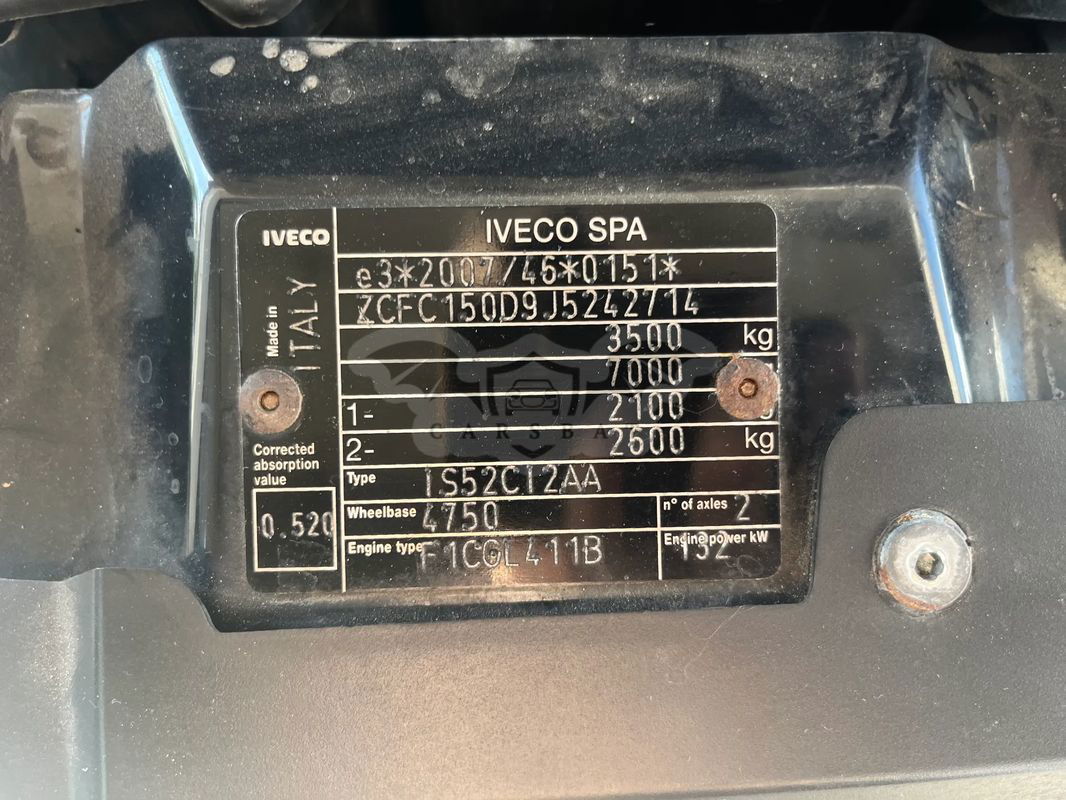 IVECO
IVECO SPA
Made in
ITALY
e3*2007/46*0151*
ZCFC150D9J5242714
3500 kg
7000
1- 2100
2- 2600 kg
Corrected
absorption
value
0.520
Type IS52CI2AA
Wheelbase 4750
n° of axles 2
Engine type F1CGL411B
Engine power kW 132